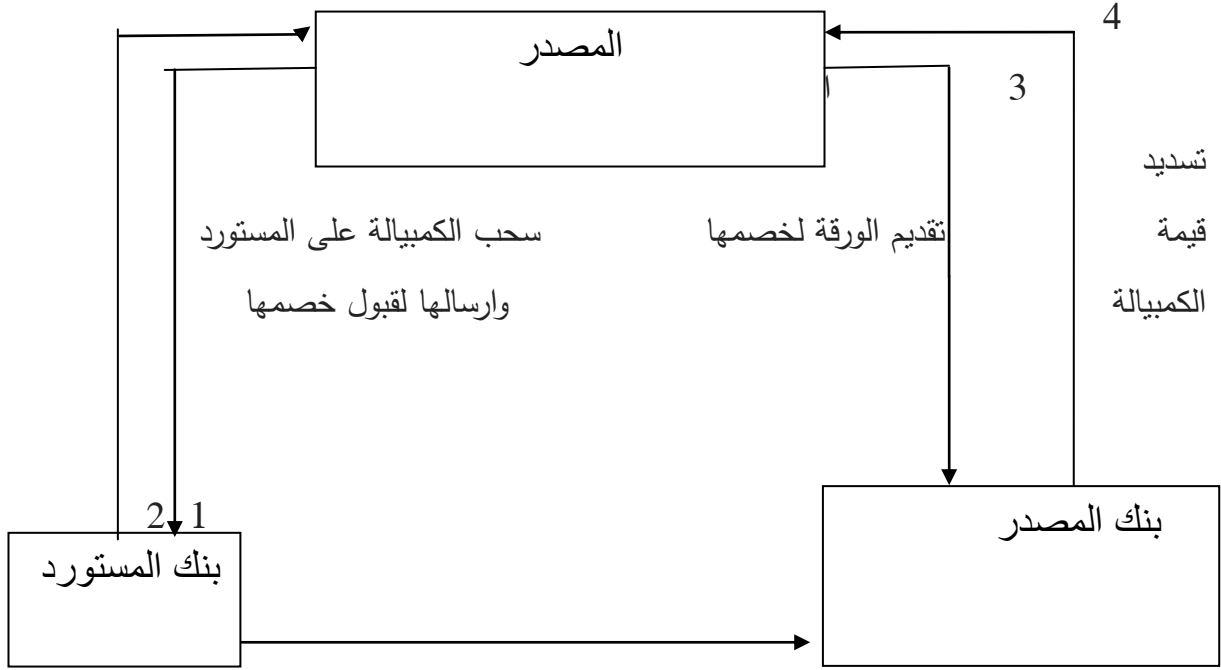 4
المصدر
3
تسديد
سحب الكمبيالة على المستورد
تقديم الورقة لخصمها
قيمة
وارسالها لقبول خصمها
الكمبيالة
2 1
بنك المصدر
بنك المستورد